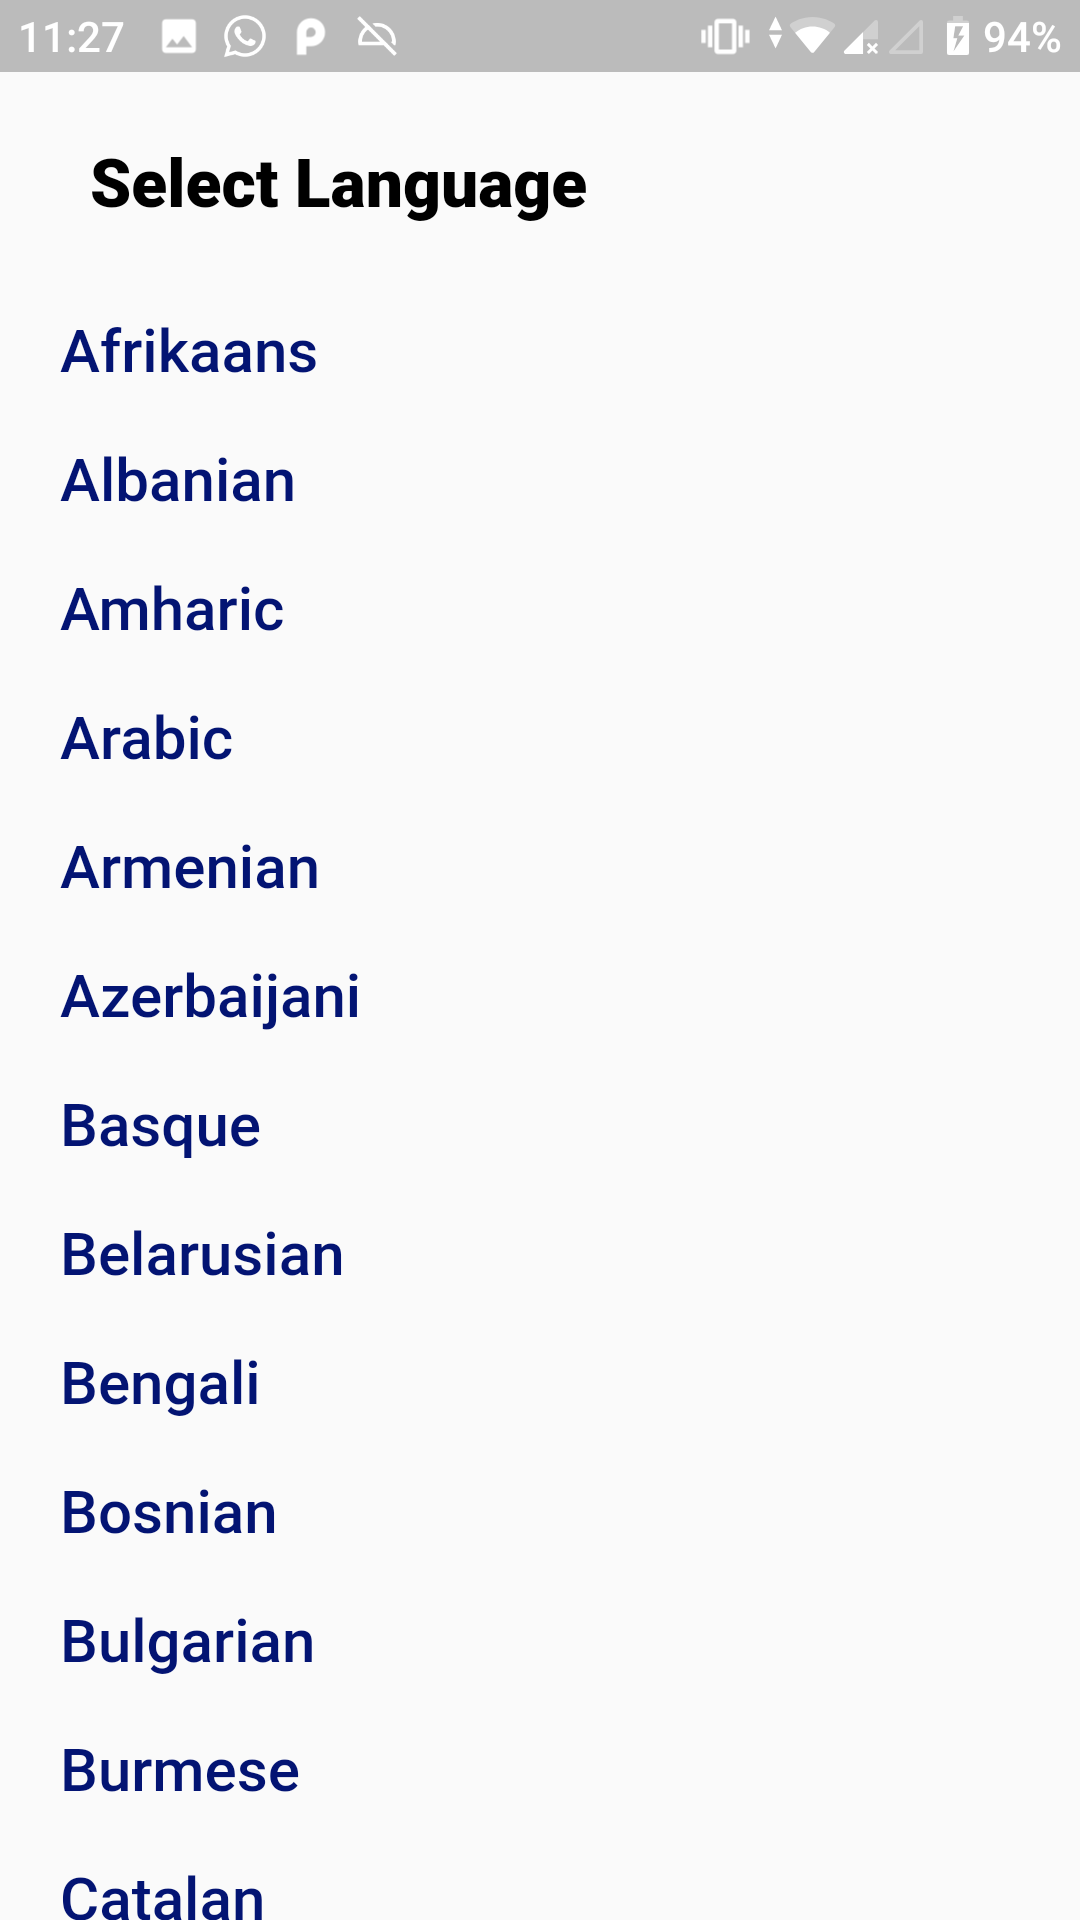 11:27 94%
Select Language
Afrikaans
Albanian
Amharic
Arabic
Armenian
Azerbaijani
Basque
Belarusian
Bengali
Bosnian
Bulgarian
Burmese
Catalan